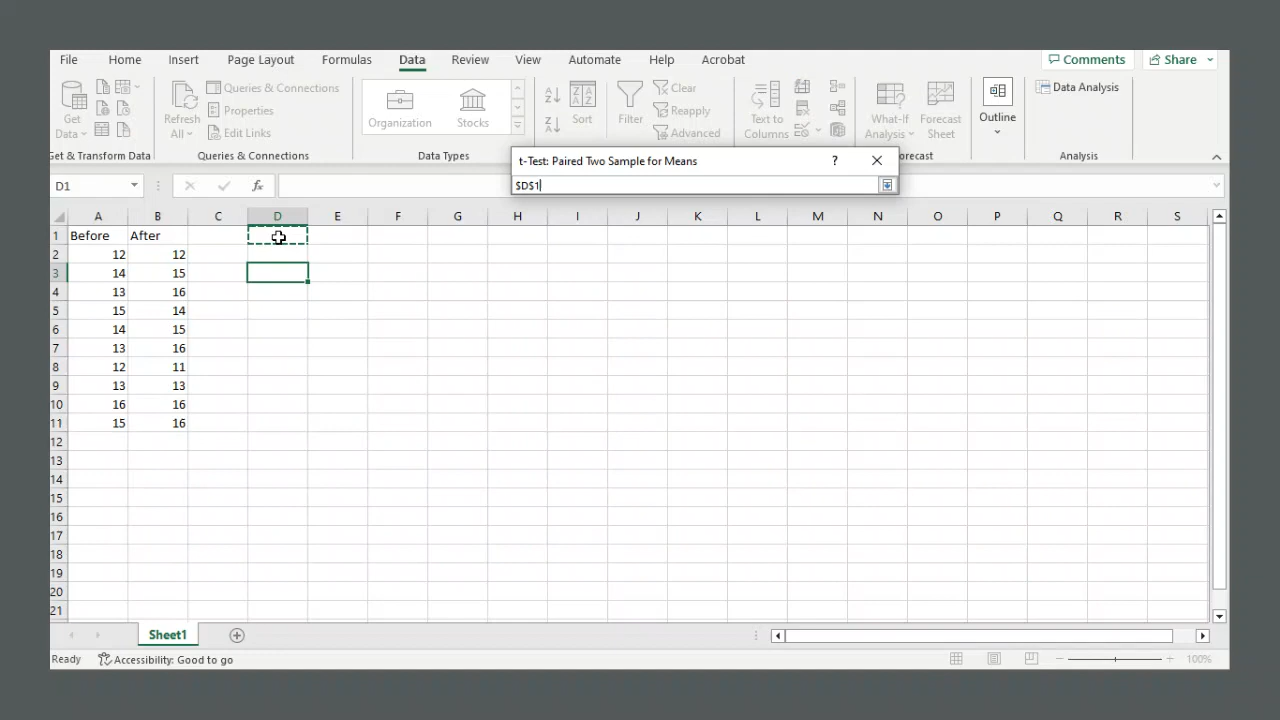 File Home Insert Page Layout Formulas Data Review View Automate Help Acrobat Comments Share
Get Data
Refresh All
Queries & Connections
Properties
Edit Links
Organization
Stocks
Sort
Filter
Clear
Reapply
Advanced
Text to Columns
What-If Analysis
Forecast Sheet
Outline
Data Analysis
Get & Transform Data Queries & Connections Data Types Forecast Analysis
t-Test: Paired Two Sample for Means ?
$D$1
D1 fx
A B C D E F G H I J K L M N O P Q R S
1 Before After
2 12 12
3 14 15
4 13 16
5 15 14
6 14 15
7 13 16
8 12 11
9 13 13
10 16 16
11 15 16
12
13
14
15
16
17
18
19
20
21
Sheet1
Ready Accessibility: Good to go 100%